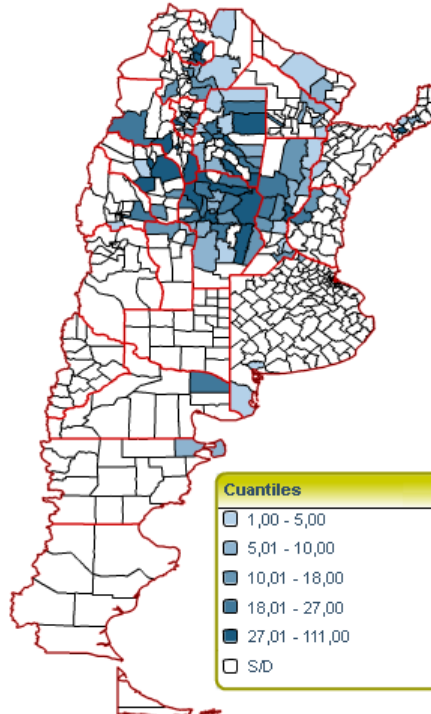 Cuantiles
1,00 - 5,00
5,01 - 10,00
10,01 - 18,00
18,01 - 27,00
27,01 - 111,00
S/D